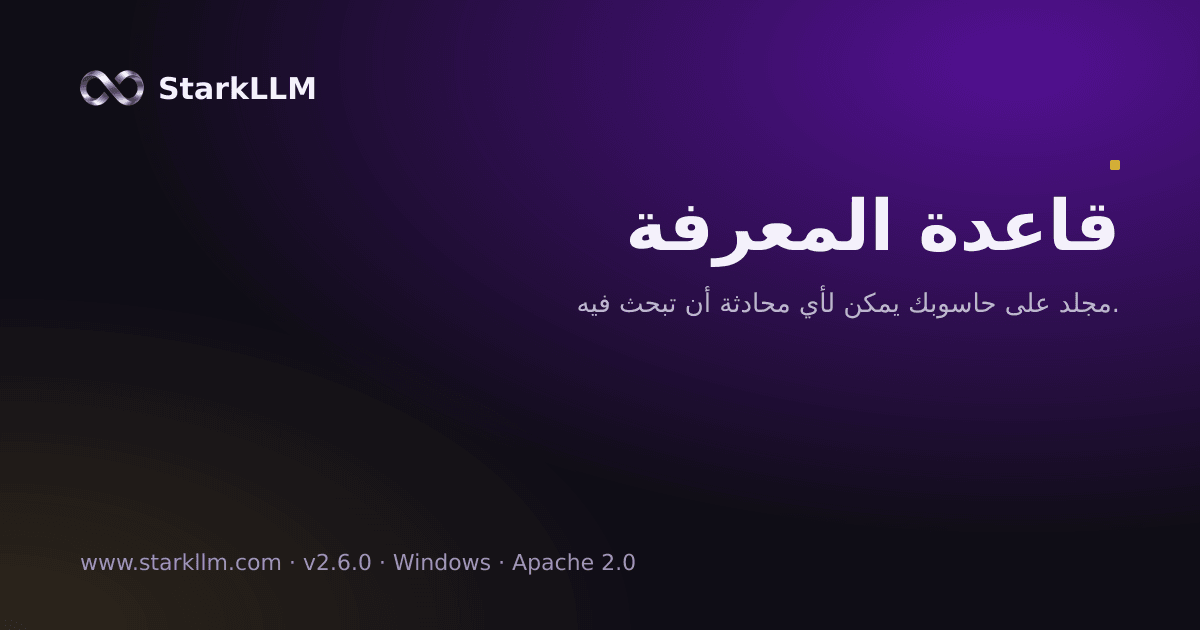 StarkLLM
قاعدة المعرفة
مجلد على حاسوبك يمكن لأي محادثة أن تبحث فيه.
www.starkllm.com · v2.6.0 · Windows · Apache 2.0